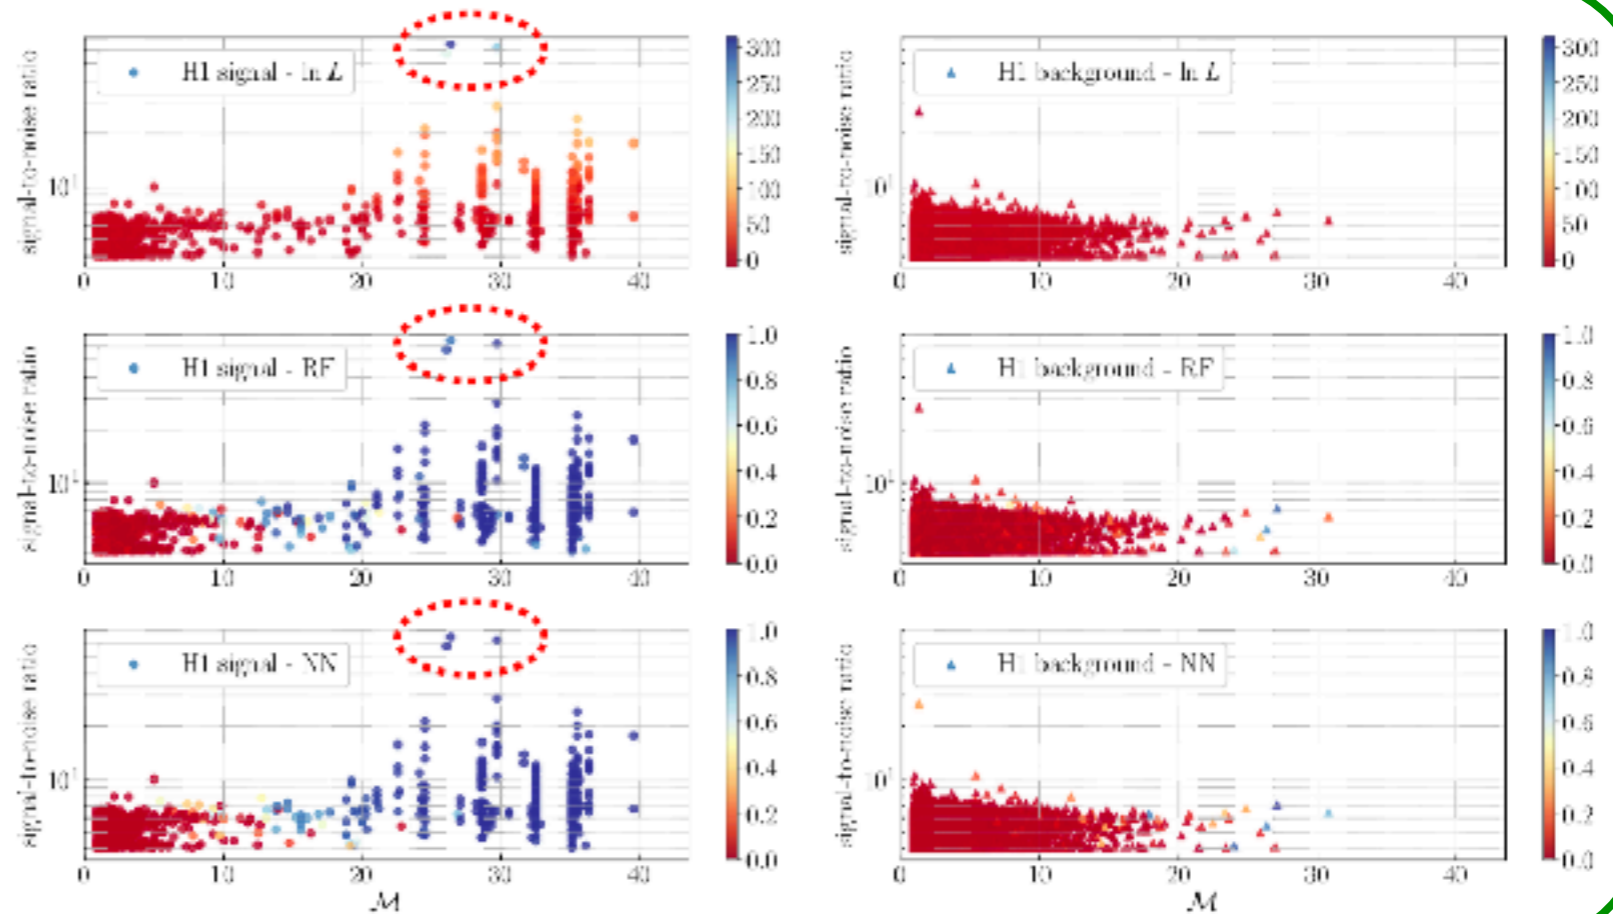 signal-to-noise ratio
H1 signal - ln L
10¹
0 10 20 30 40
300
250
200
150
100
50
0
signal-to-noise ratio
H1 background - ln L
10¹
0 10 20 30 40
300
250
200
150
100
50
0
signal-to-noise ratio
H1 signal - RF
10¹
0 10 20 30 40
1.0
0.8
0.6
0.4
0.2
0.0
signal-to-noise ratio
H1 background - RF
10¹
0 10 20 30 40
1.0
0.8
0.6
0.4
0.2
0.0
signal-to-noise ratio
H1 signal - NN
10¹
0 10 20 30 40
ℳ
1.0
0.8
0.6
0.4
0.2
0.0
signal-to-noise ratio
H1 background - NN
10¹
0 10 20 30 40
ℳ
1.0
0.8
0.6
0.4
0.2
0.0